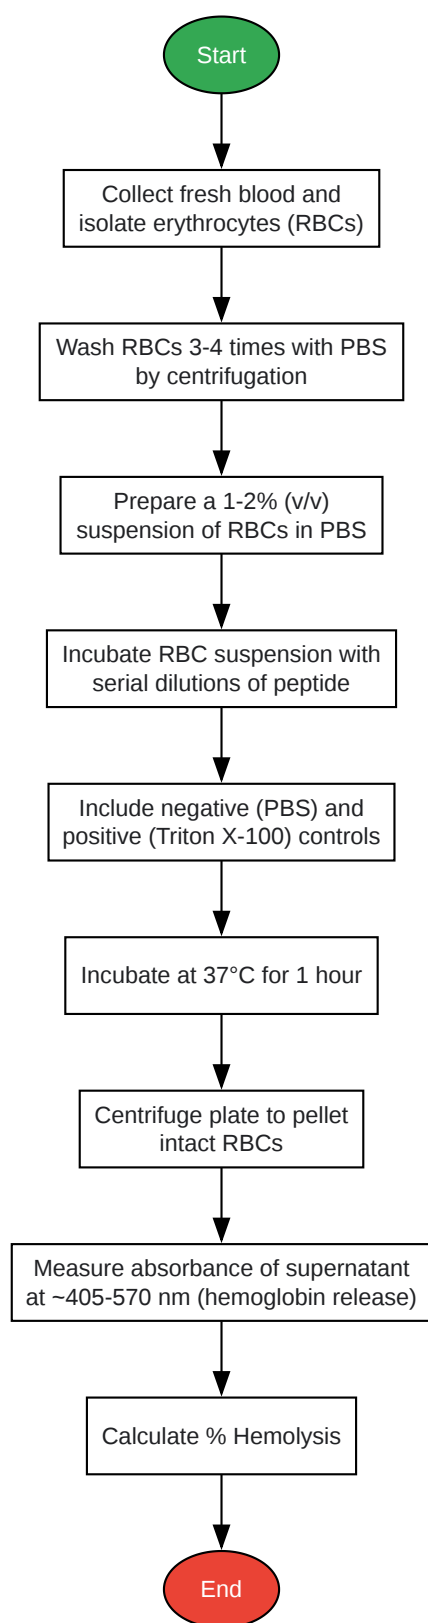 Start
Collect fresh blood and
isolate erythrocytes (RBCs)
Wash RBCs 3-4 times with PBS
by centrifugation
Prepare a 1-2% (v/v)
suspension of RBCs in PBS
Incubate RBC suspension with
serial dilutions of peptide
Include negative (PBS) and
positive (Triton X-100) controls
Incubate at 37°C for 1 hour
Centrifuge plate to pellet
intact RBCs
Measure absorbance of supernatant
at ~405-570 nm (hemoglobin release)
Calculate % Hemolysis
End